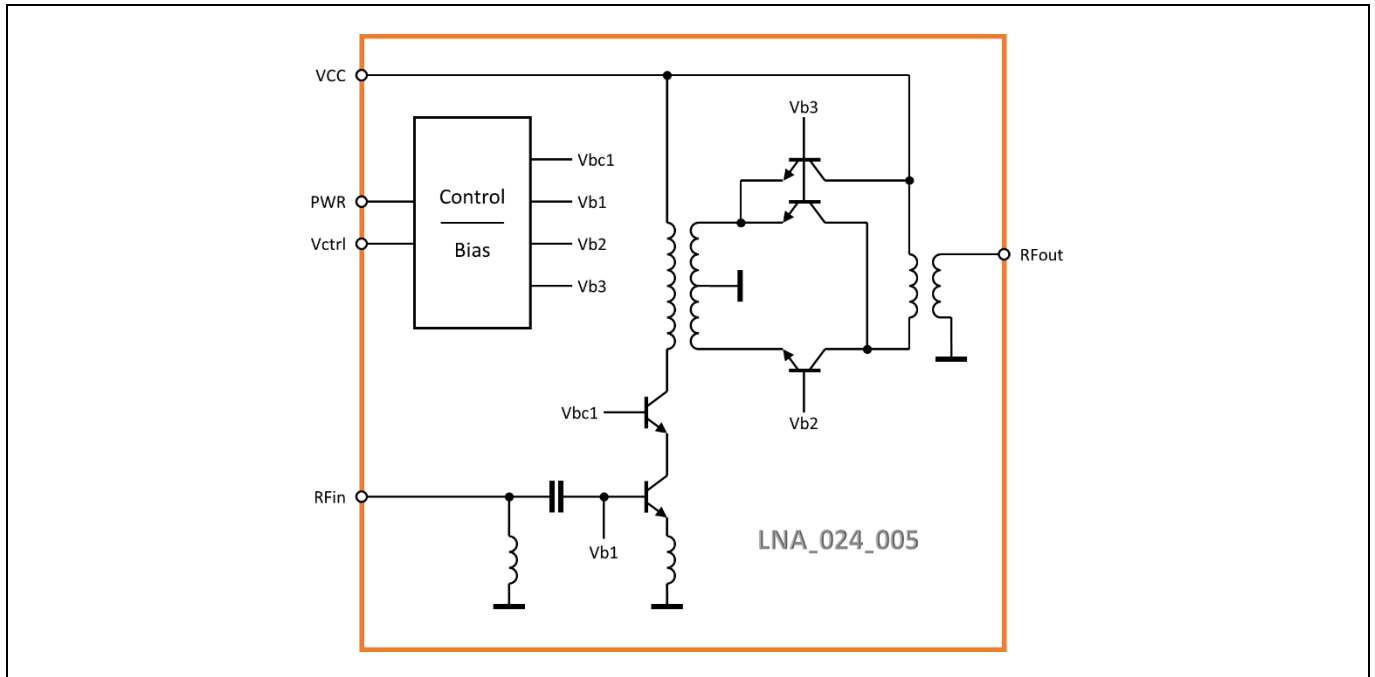 VCC
Vb3
Vbc1
PWR
Control
Vb1
Vctrl
Bias
Vb2
RFout
Vb3
Vbc1
Vb2
RFin
Vb1
LNA_024_005